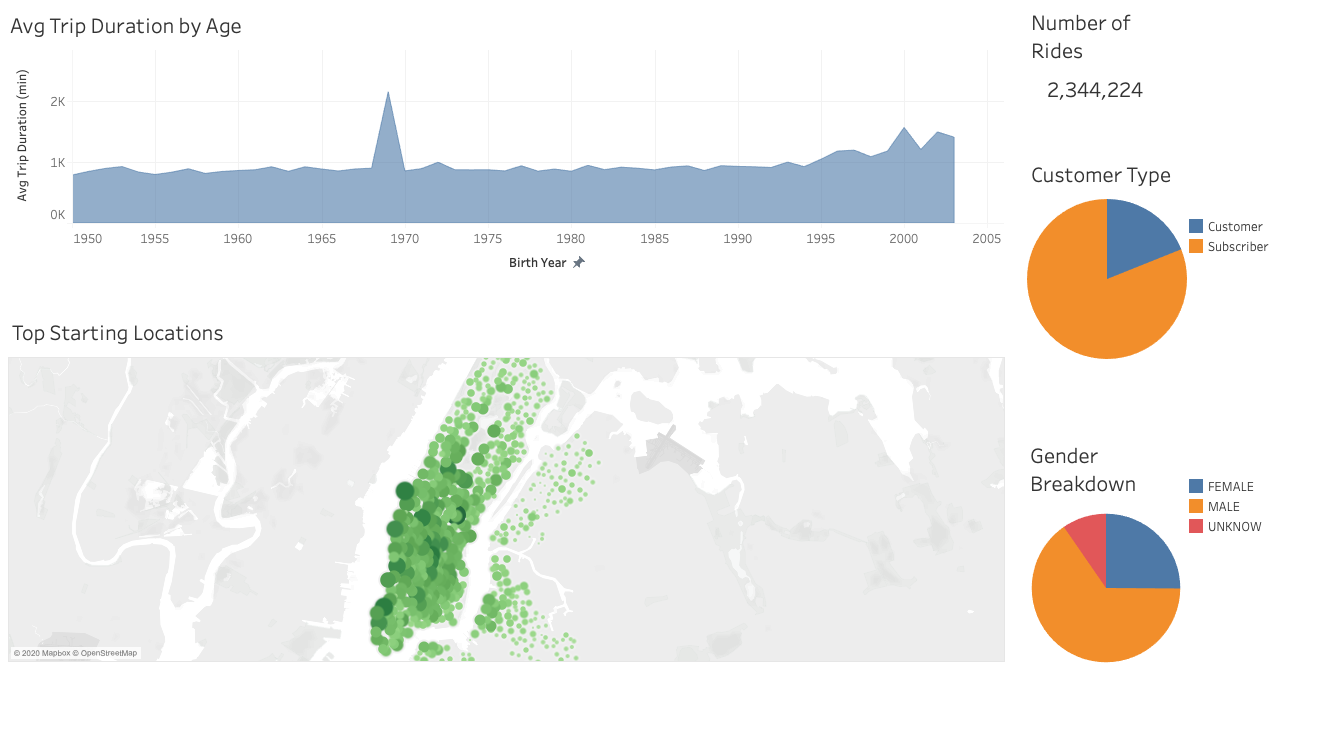 Avg Trip Duration by Age
Avg Trip Duration (min)
2K
1K
0K
1950 1955 1960 1965 1970 1975 1980 1985 1990 1995 2000 2005
Birth Year
Top Starting Locations
© 2020 Mapbox © OpenStreetMap
Number of
Rides
2,344,224
Customer Type
Customer
Subscriber
Gender
Breakdown
FEMALE
MALE
UNKNOW